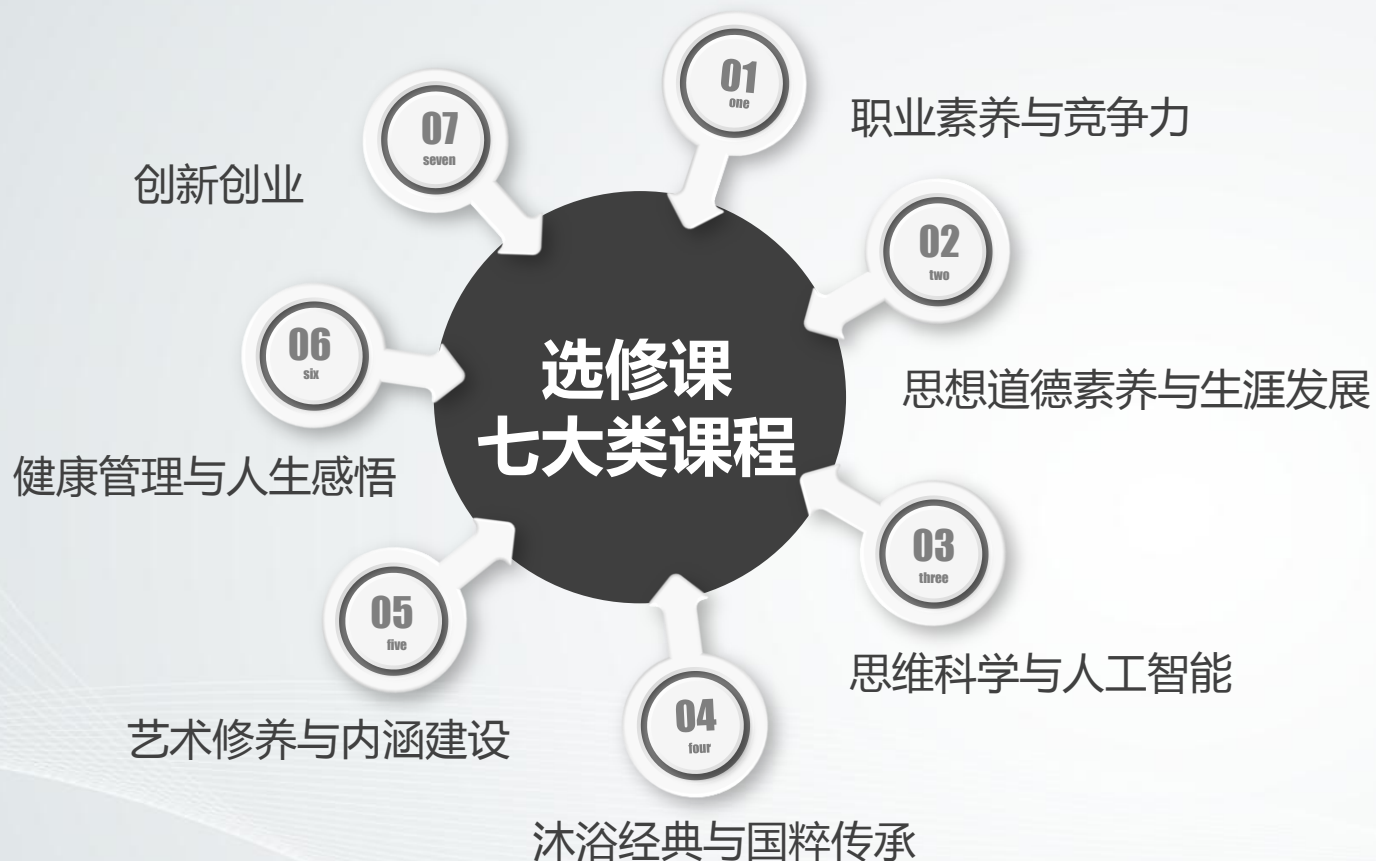 01
one
职业素养与竞争力
02
two
思想道德素养与生涯发展
03
three
思维科学与人工智能
04
four
沐浴经典与国粹传承
05
five
艺术修养与内涵建设
06
six
健康管理与人生感悟
07
seven
创新创业
选修课
七大类课程